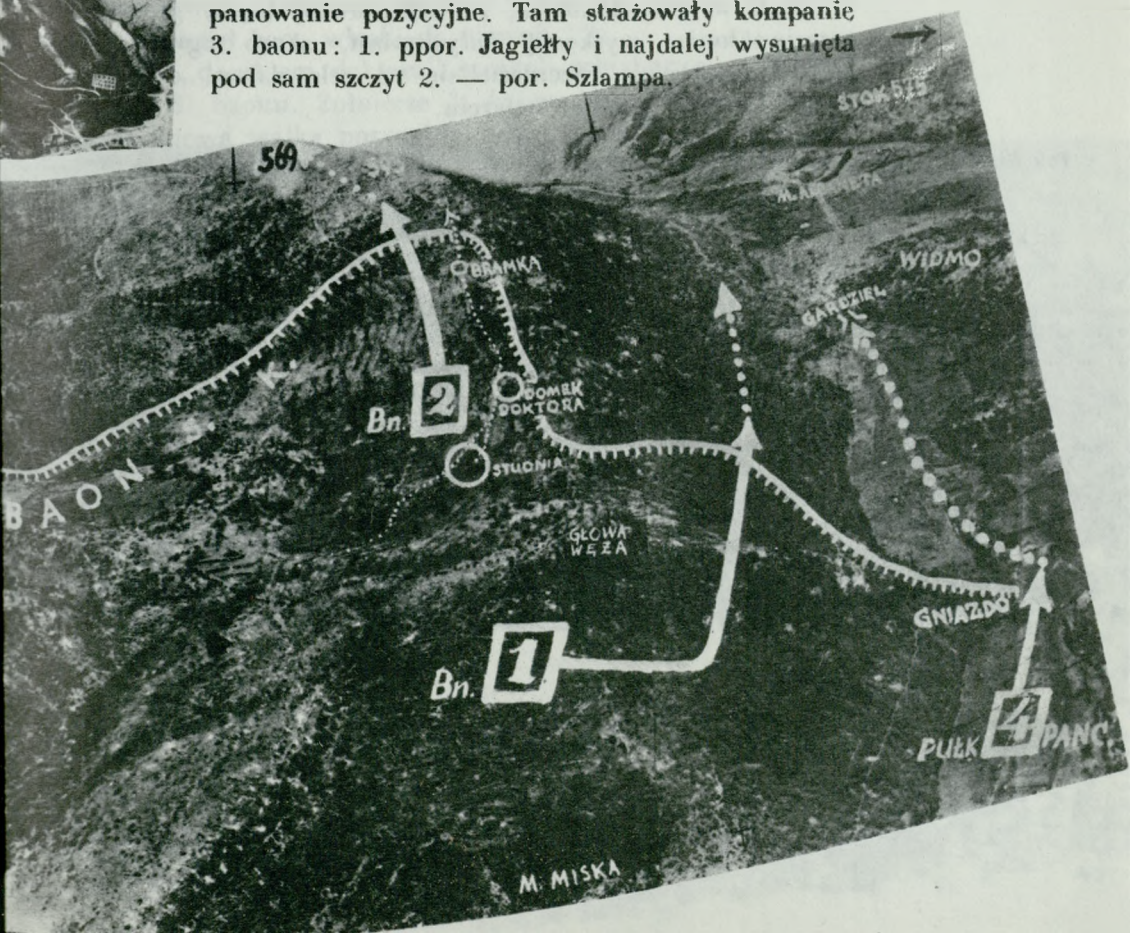 panowanie pozycyjne. Tam strażowały kompanie
3. baonu: 1. ppor. Jagiełły i najdalej wysunięta
pod sam szczyt 2. — por. Szlampa.
STOK 575
569
WIDMO
BRAMKA
GARDZIEL
K.
2
Bn.
DOMEK
DOKTORA
STUDNIA
BAON
GŁOWA
WĘŻA
GNIAZDO
1
Bn.
4
PUŁK PANC.
M. MISKA